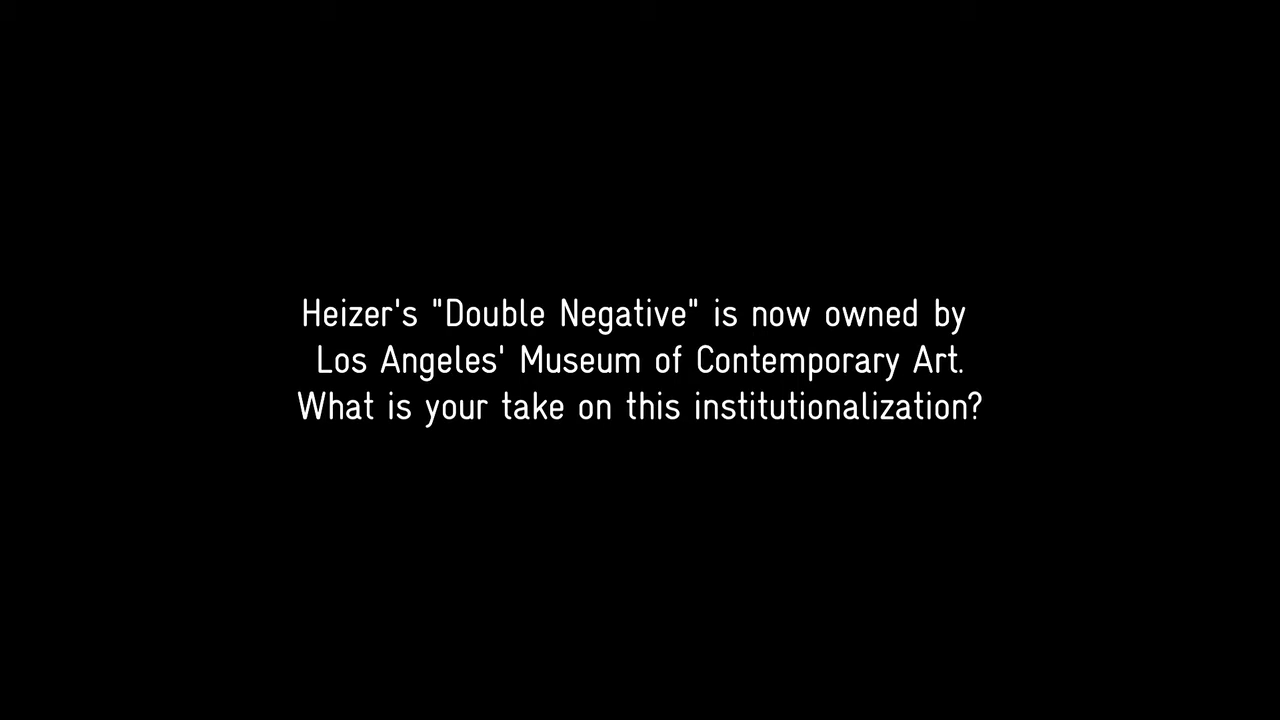 Heizer's "Double Negative" is now owned by
Los Angeles' Museum of Contemporary Art.
What is your take on this institutionalization?